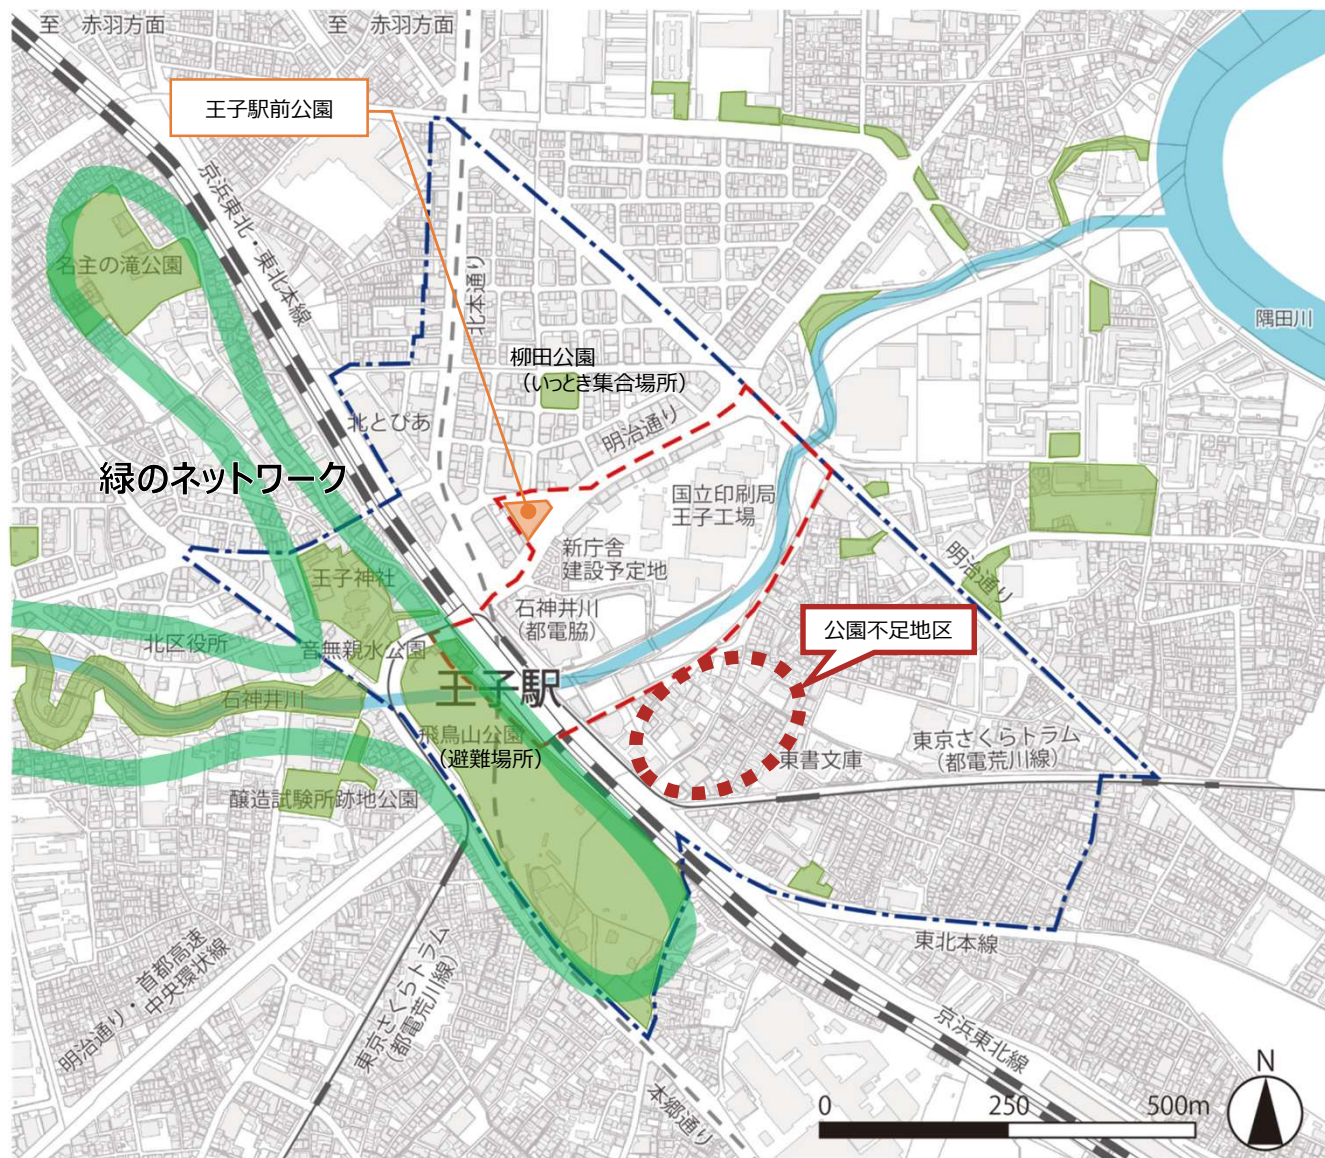 至 赤羽方面
至 赤羽方面
王子駅前公園
京浜東北・東北本線
北本通り
名主の滝公園
隅田川
柳田公園
（いっとき集合場所）
北とぴあ
明治通り
緑のネットワーク
国立印刷局
王子工場
新庁舎
建設予定地
明治通り
王子神社
石神井川
（都電脇）
公園不足地区
北区役所
音無親水公園
王子駅
石神井川
飛鳥山公園
（避難場所）
東京さくらトラム
（都電荒川線）
東書文庫
醸造試験所跡地公園
東北本線
明治通り・首都高速
中央環状線
東京さくらトラム
（都電荒川線）
京浜東北線
本郷通り
N
0 250 500m